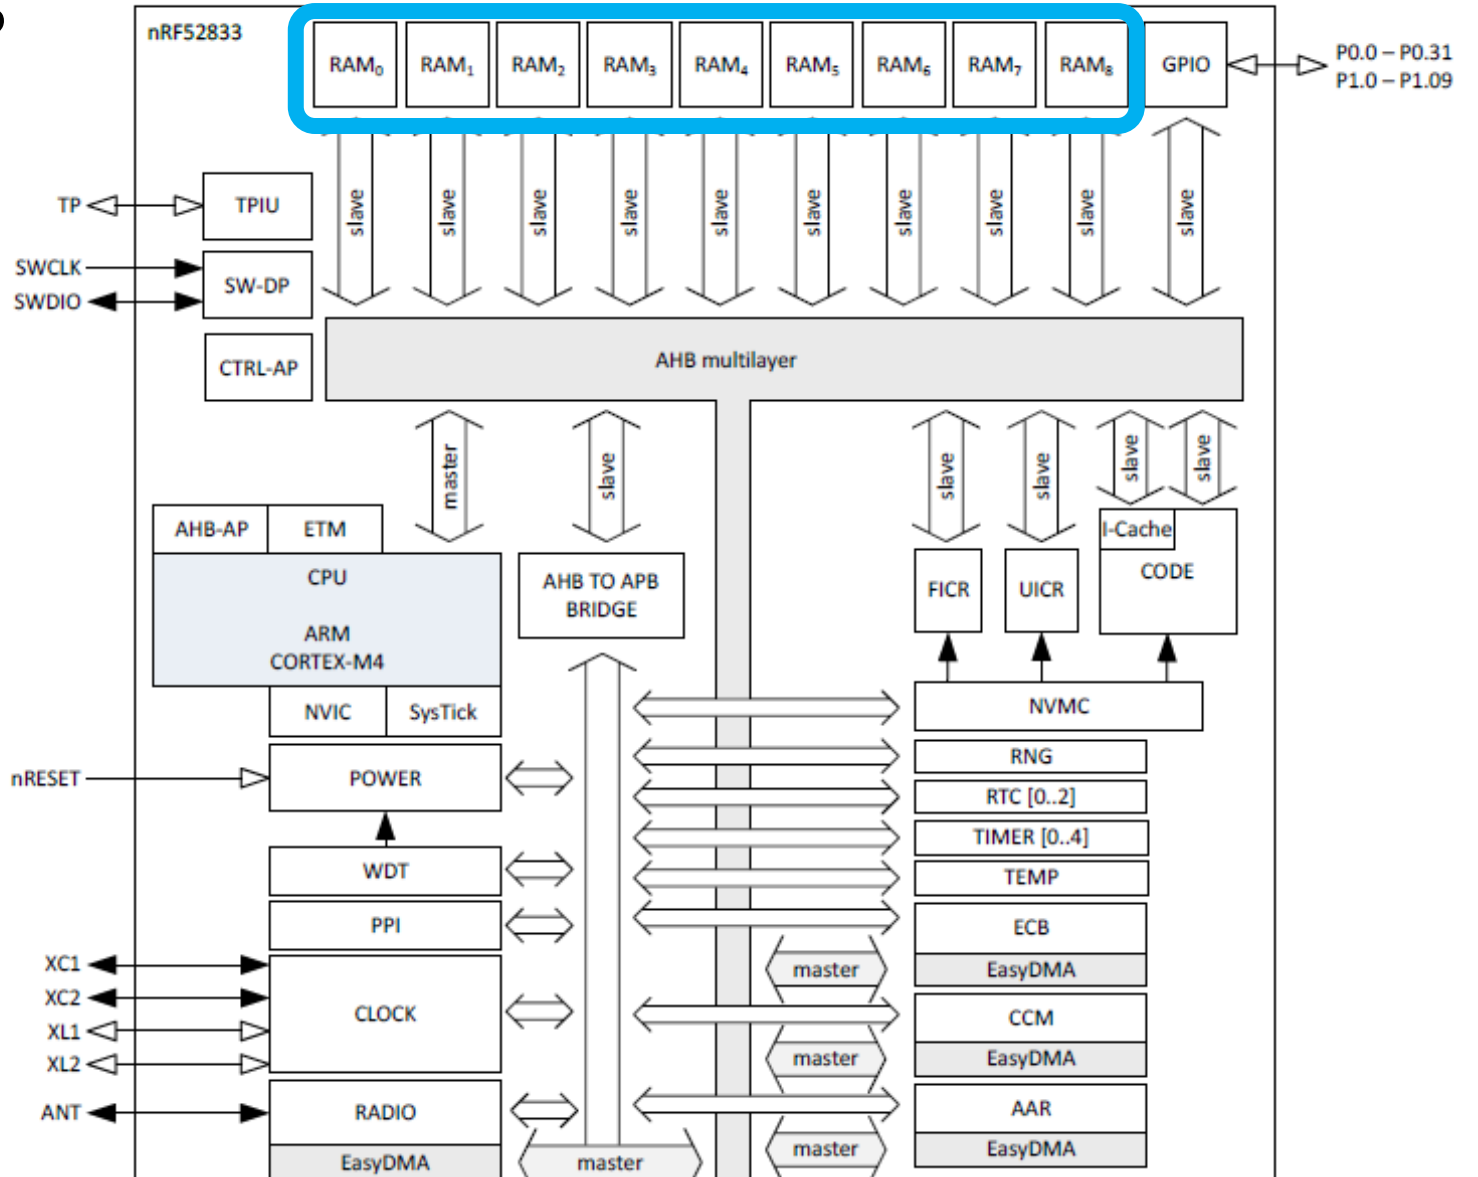 nRF52833
RAM₀ RAM₁ RAM₂ RAM₃ RAM₄ RAM₅ RAM₆ RAM₇ RAM₈ GPIO
P0.0 – P0.31
P1.0 – P1.09
slave slave slave slave slave slave slave slave slave slave
TP TPIU
SWCLK
SW-DP
SWDIO
CTRL-AP
AHB multilayer
master slave slave slave slave slave
AHB-AP ETM
I-Cache
CPU
AHB TO APB
BRIDGE
FICR UICR CODE
ARM
CORTEX-M4
NVIC SysTick
NVMC
RNG
nRESET POWER
RTC [0..2]
TIMER [0..4]
WDT
TEMP
PPI
ECB
XC1
master EasyDMA
XC2
CLOCK
CCM
XL1
XL2
master EasyDMA
ANT RADIO
AAR
master EasyDMA
EasyDMA master